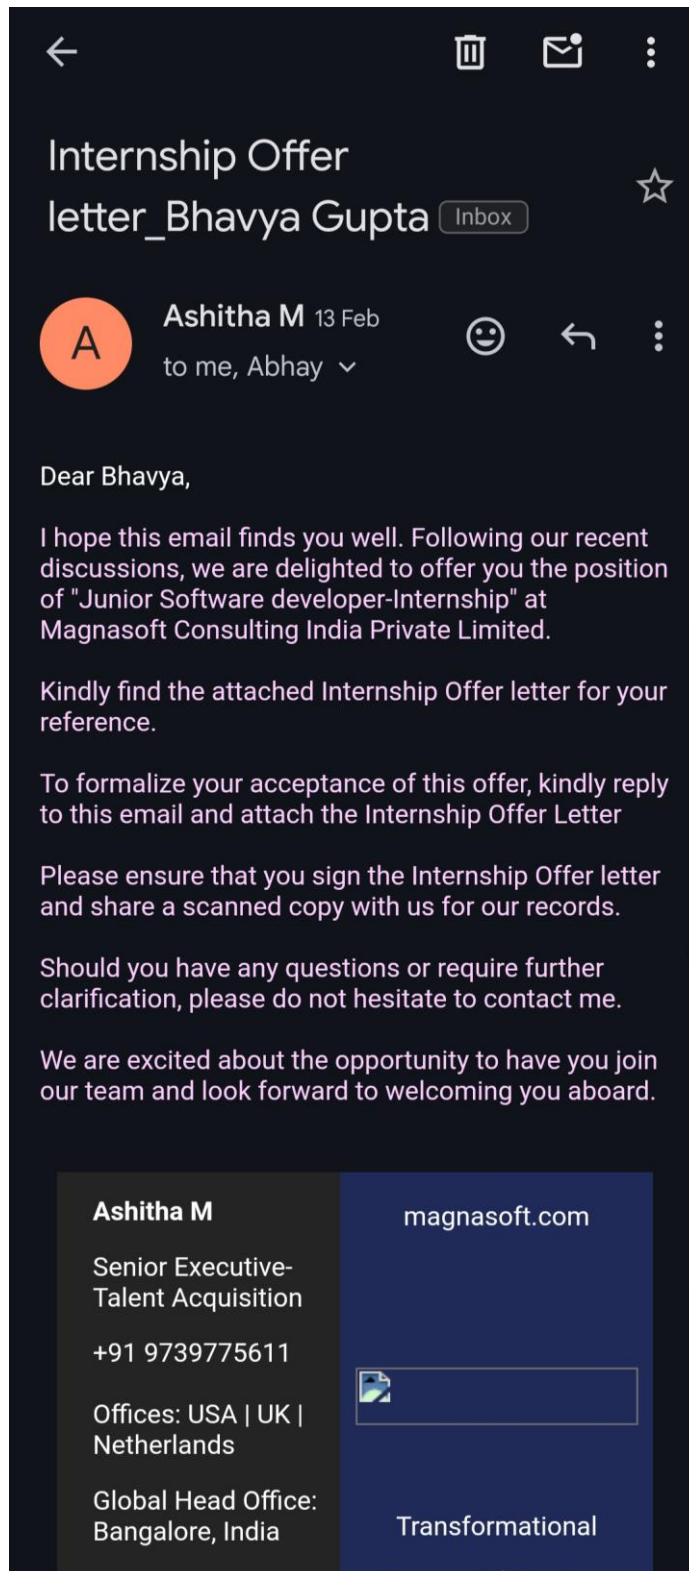 Internship Offer
letter_Bhavya Gupta Inbox
A
Ashitha M 13 Feb
to me, Abhay
Dear Bhavya,
I hope this email finds you well. Following our recent
discussions, we are delighted to offer you the position
of "Junior Software developer-Internship" at
Magnasoft Consulting India Private Limited.
Kindly find the attached Internship Offer letter for your
reference.
To formalize your acceptance of this offer, kindly reply
to this email and attach the Internship Offer Letter
Please ensure that you sign the Internship Offer letter
and share a scanned copy with us for our records.
Should you have any questions or require further
clarification, please do not hesitate to contact me.
We are excited about the opportunity to have you join
our team and look forward to welcoming you aboard.
Ashitha M
Senior Executive-
Talent Acquisition
+91 9739775611
Offices: USA | UK |
Netherlands
Global Head Office:
Bangalore, India
magnasoft.com
Transformational